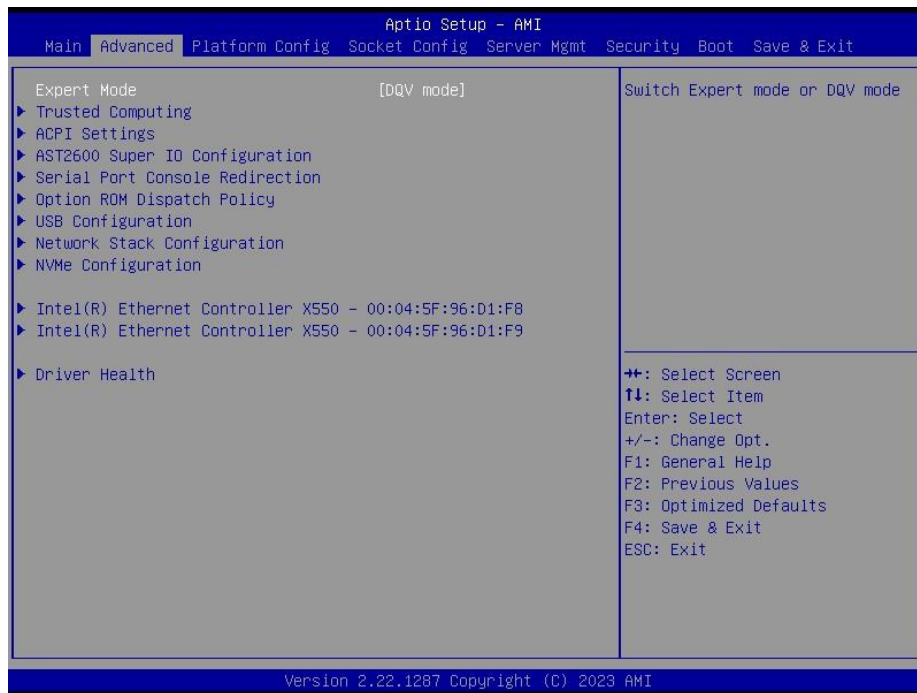 Aptio Setup - AMI
Main Advanced Platform Config Socket Config Server Mgmt Security Boot Save & Exit
Expert Mode [DQV mode]
Trusted Computing
ACPI Settings
AST2600 Super IO Configuration
Serial Port Console Redirection
Option ROM Dispatch Policy
USB Configuration
Network Stack Configuration
NVMe Configuration
Intel(R) Ethernet Controller X550 - 00:04:5F:96:D1:F8
Intel(R) Ethernet Controller X550 - 00:04:5F:96:D1:F9
Driver Health
Switch Expert mode or DQV mode
→←: Select Screen
↑↓: Select Item
Enter: Select
+/-: Change Opt.
F1: General Help
F2: Previous Values
F3: Optimized Defaults
F4: Save & Exit
ESC: Exit
Version 2.22.1287 Copyright (C) 2023 AMI